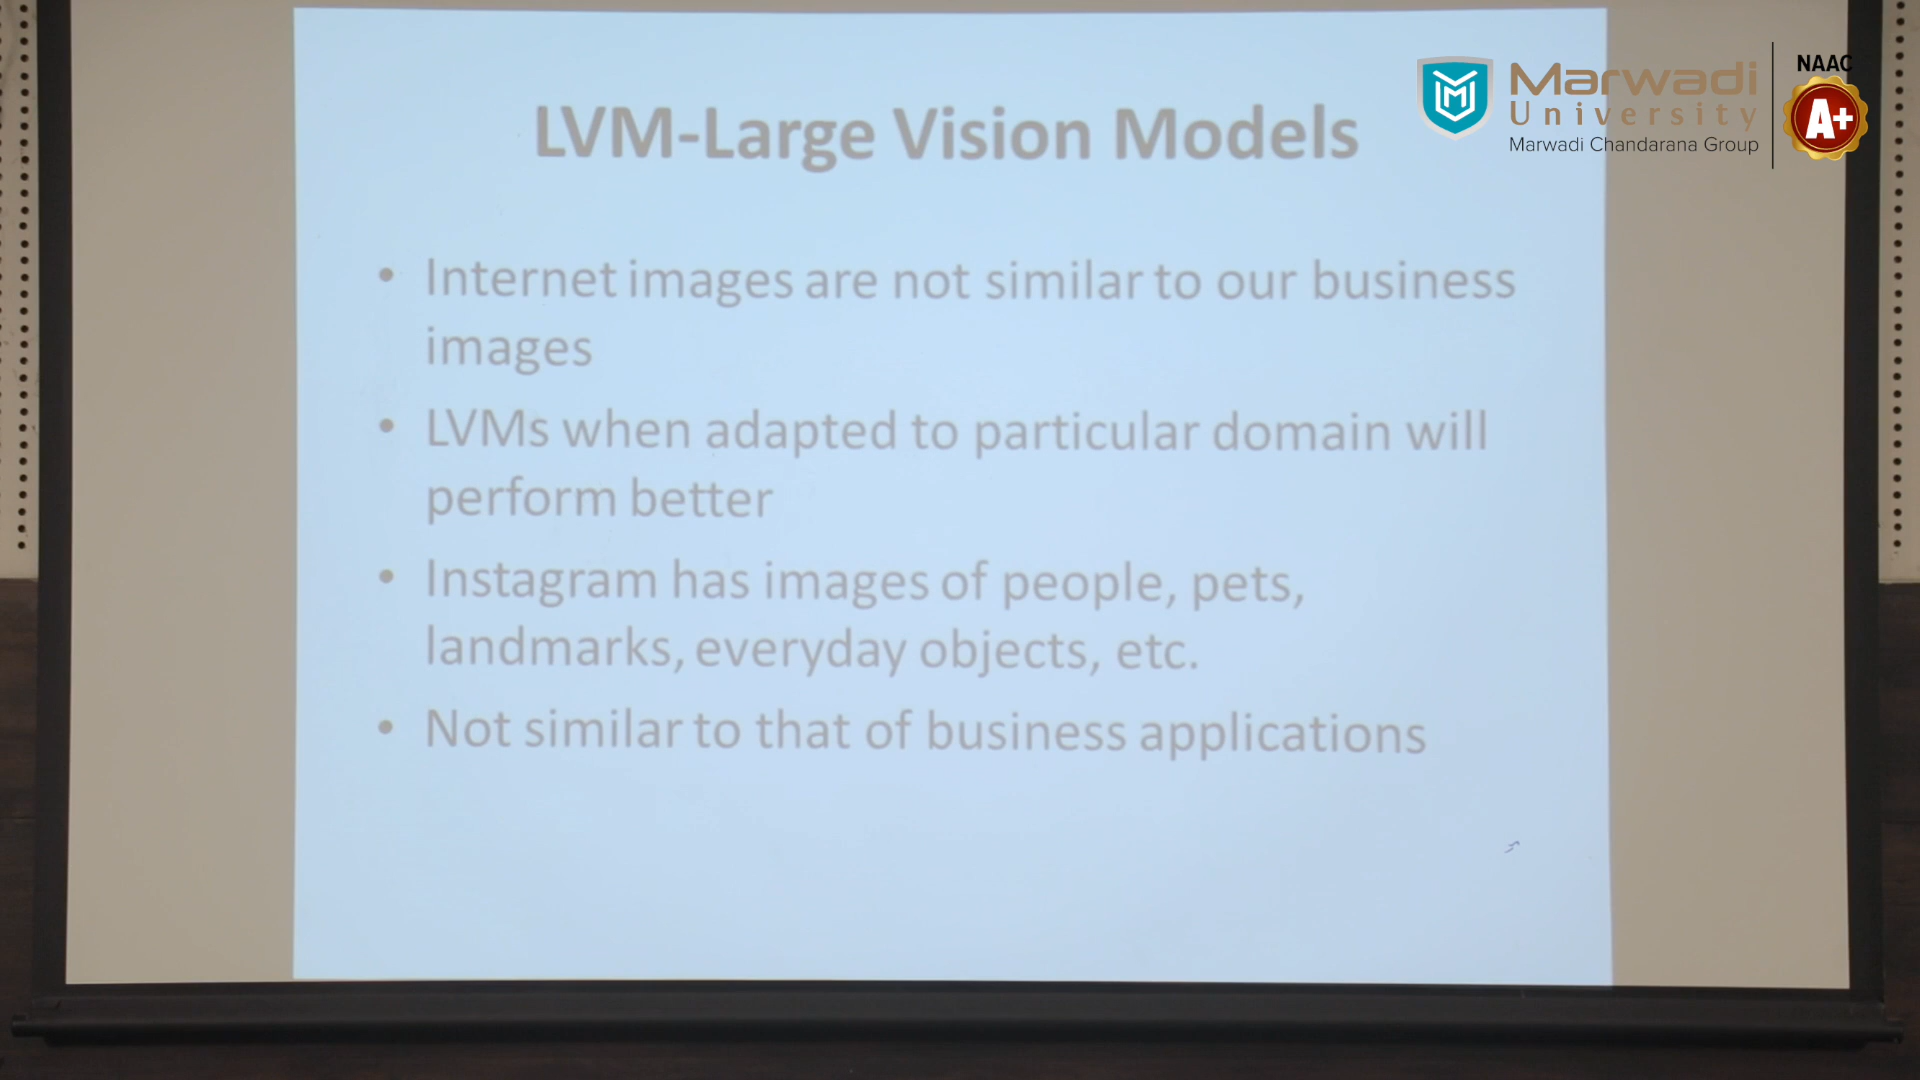 LVM-Large Vision Models
• Internet images are not similar to our business
images
• LVMs when adapted to particular domain will
perform better
• Instagram has images of people, pets,
landmarks, everyday objects, etc.
• Not similar to that of business applications
Marwadi
University
Marwadi Chandarana Group
NAAC
A+